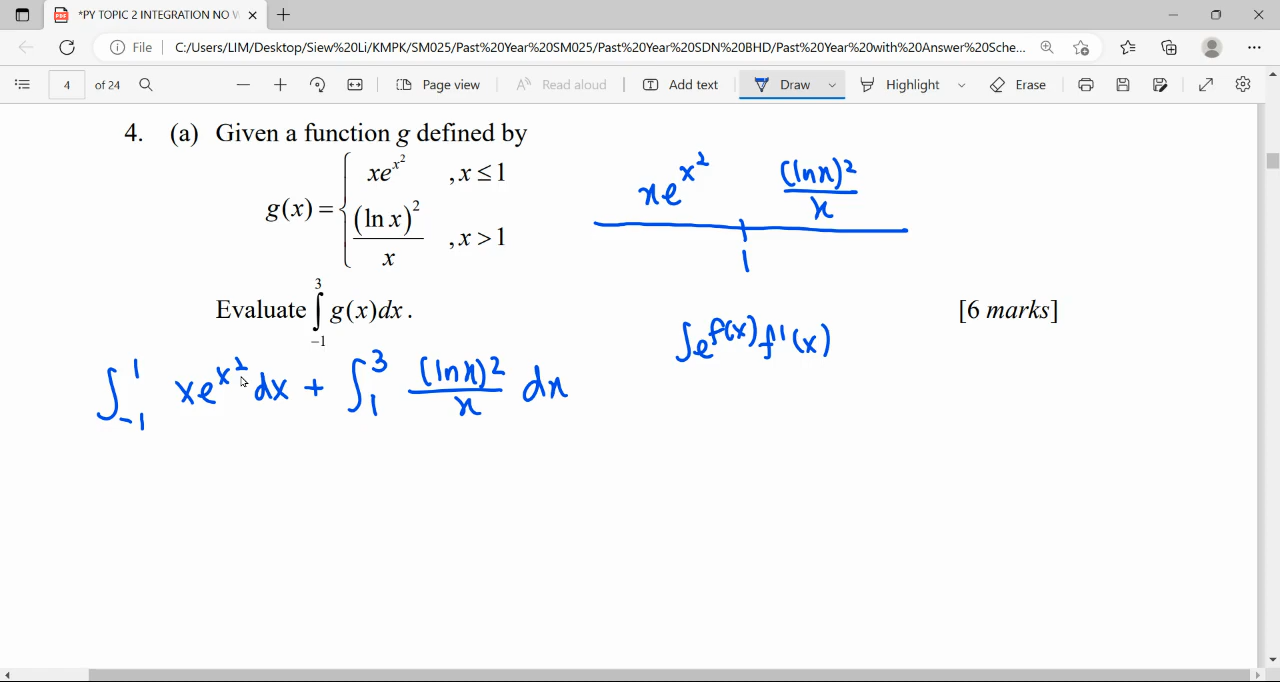 *PY TOPIC 2 INTEGRATION NO W
File C:/Users/LIM/Desktop/Siew%20Li/KMPK/SM025/Past%20Year%20SM025/Past%20Year%20SDN%20BHD/Past%20Year%20with%20Answer%20Sche...
4 of 24 Page view Read aloud Add text Draw Highlight Erase
4. (a) Given a function g defined by
g(x) = { xe^{x^2} , x ≤ 1
(ln x)^2 / x , x > 1
xe^{x^2} (ln x)^2 / x
1
Evaluate ∫_{-1}^{3} g(x)dx. [6 marks]
∫e^{f(x)} f'(x)
∫_{-1}^{1} xe^{x^2} dx + ∫_{1}^{3} (ln x)^2 / x dx